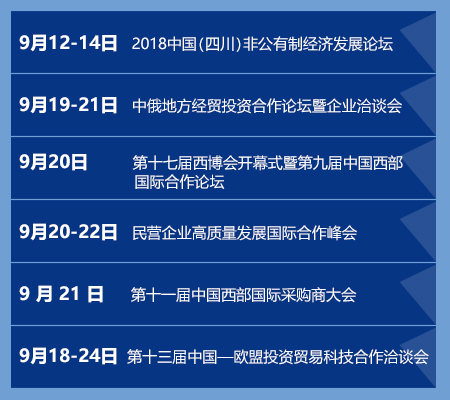 9月12-14日 2018中国(四川)非公有制经济发展论坛
9月19-21日 中俄地方经贸投资合作论坛暨企业洽谈会
9月20日 第十七届西博会开幕式暨第九届中国西部
国际合作论坛
9月20-22日 民营企业高质量发展国际合作峰会
9 月 21 日 第十一届中国西部国际采购商大会
9月18-24日 第十三届中国—欧盟投资贸易科技合作洽谈会